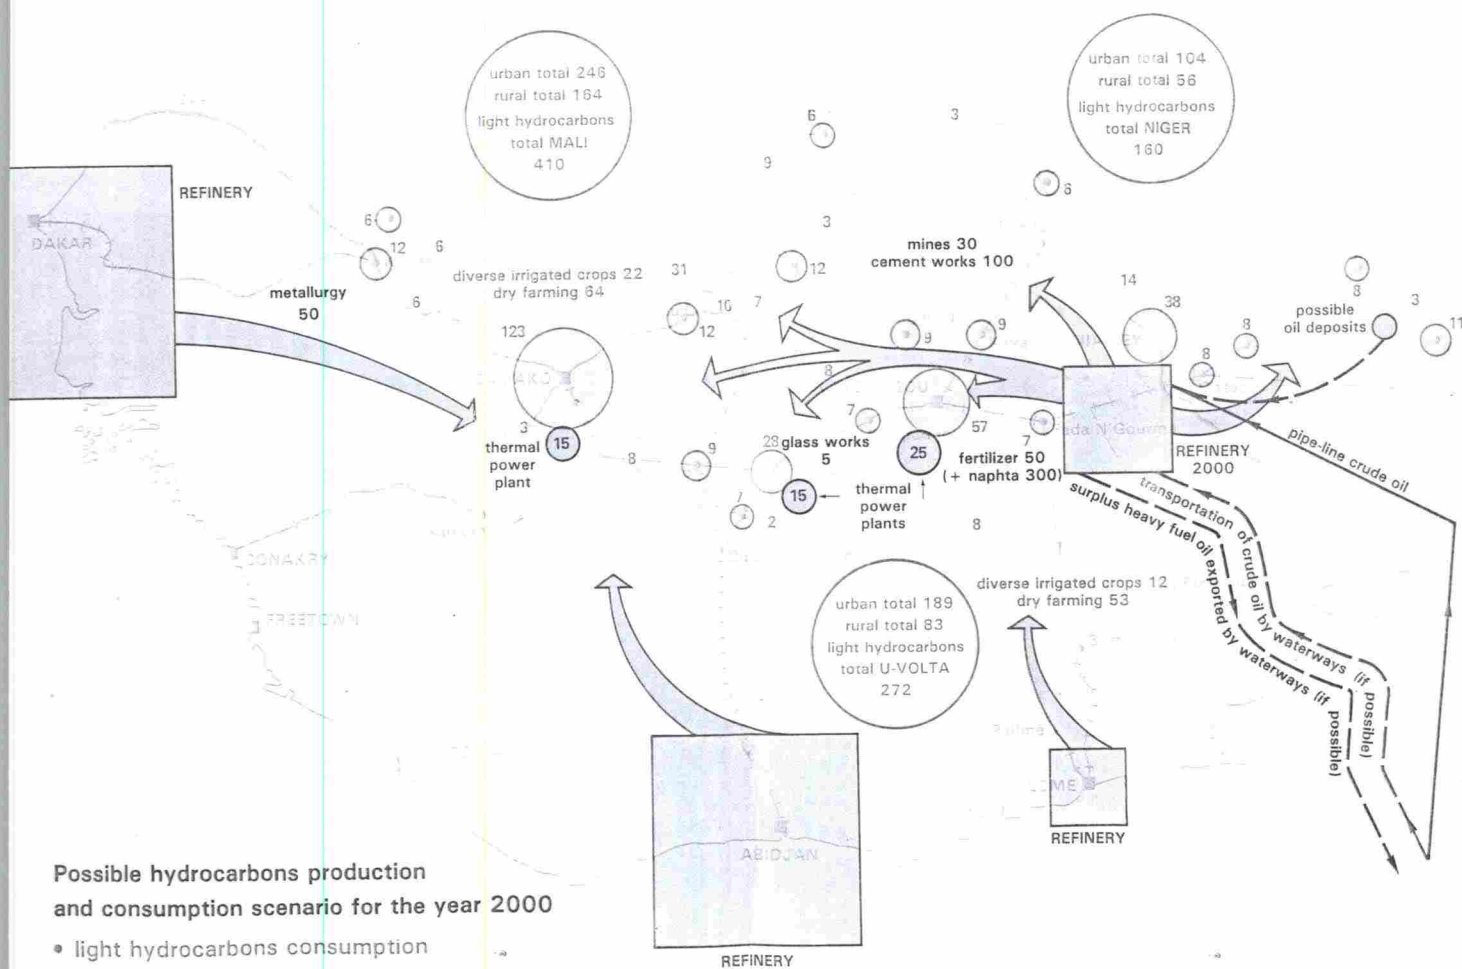 urban total 246
rural total 164
light hydrocarbons
total MALI
410
urban total 104
rural total 56
light hydrocarbons
total NIGER
160
6
3
9
REFINERY
6
6
DAKAR
12
6
3
mines 30
cement works 100
12
diverse irrigated crops 22
dry farming 64
31
metallurgy
50
6
10
7
14
38
8
3
possible
oil deposits
11
123
12
9
9
8
8
8
7
57
7
3
15
thermal
power
plant
8
9
28
glass works
5
25
fertilizer 50
(+ naphta 300)
REFINERY
2000
pipe-line crude oil
15
thermal
power
plants
2
8
transportation of crude oil by waterways (if possible)
surplus heavy fuel oil exported by waterways (if possible)
CONAKRY
FREETOWN
urban total 189
rural total 83
light hydrocarbons
total U-VOLTA
272
diverse irrigated crops 12
dry farming 53
3
REFINERY
ABIDJAN
REFINERY
Possible hydrocarbons production
and consumption scenario for the year 2000
• light hydrocarbons consumption